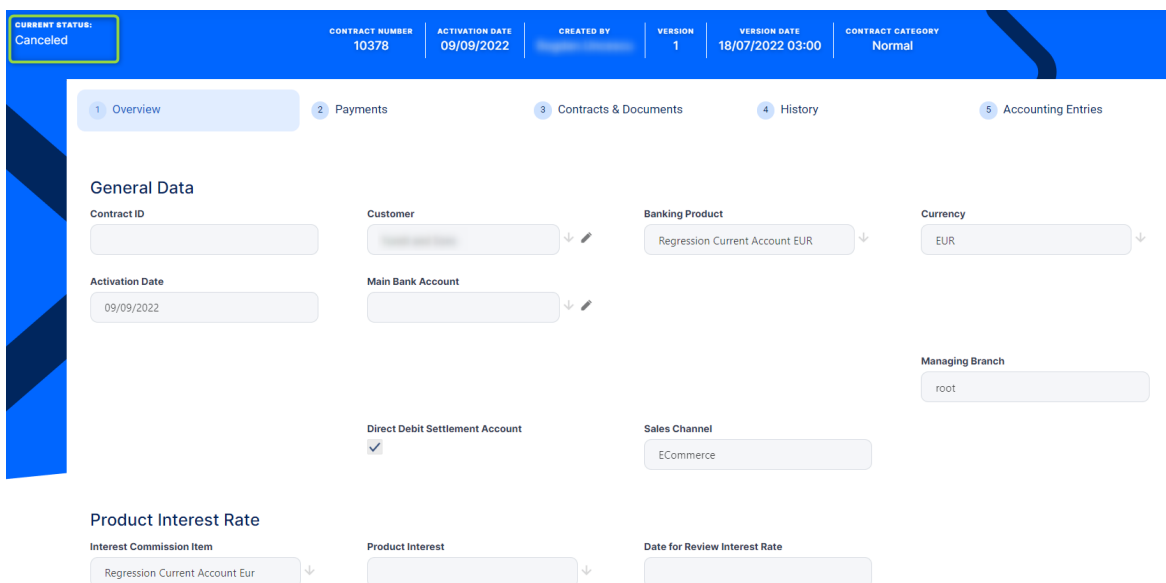 CURRENT STATUS:
Canceled
CONTRACT NUMBER
10378
ACTIVATION DATE
09/09/2022
CREATED BY
VERSION
1
VERSION DATE
18/07/2022 03:00
CONTRACT CATEGORY
Normal
1 Overview
2 Payments
3 Contracts & Documents
4 History
5 Accounting Entries
General Data
Contract ID
Customer
Banking Product
Currency
Regression Current Account EUR
EUR
Activation Date
Main Bank Account
09/09/2022
Managing Branch
root
Direct Debit Settlement Account
Sales Channel
ECommerce
Product Interest Rate
Interest Commission Item
Product Interest
Date for Review Interest Rate
Regression Current Account Eur